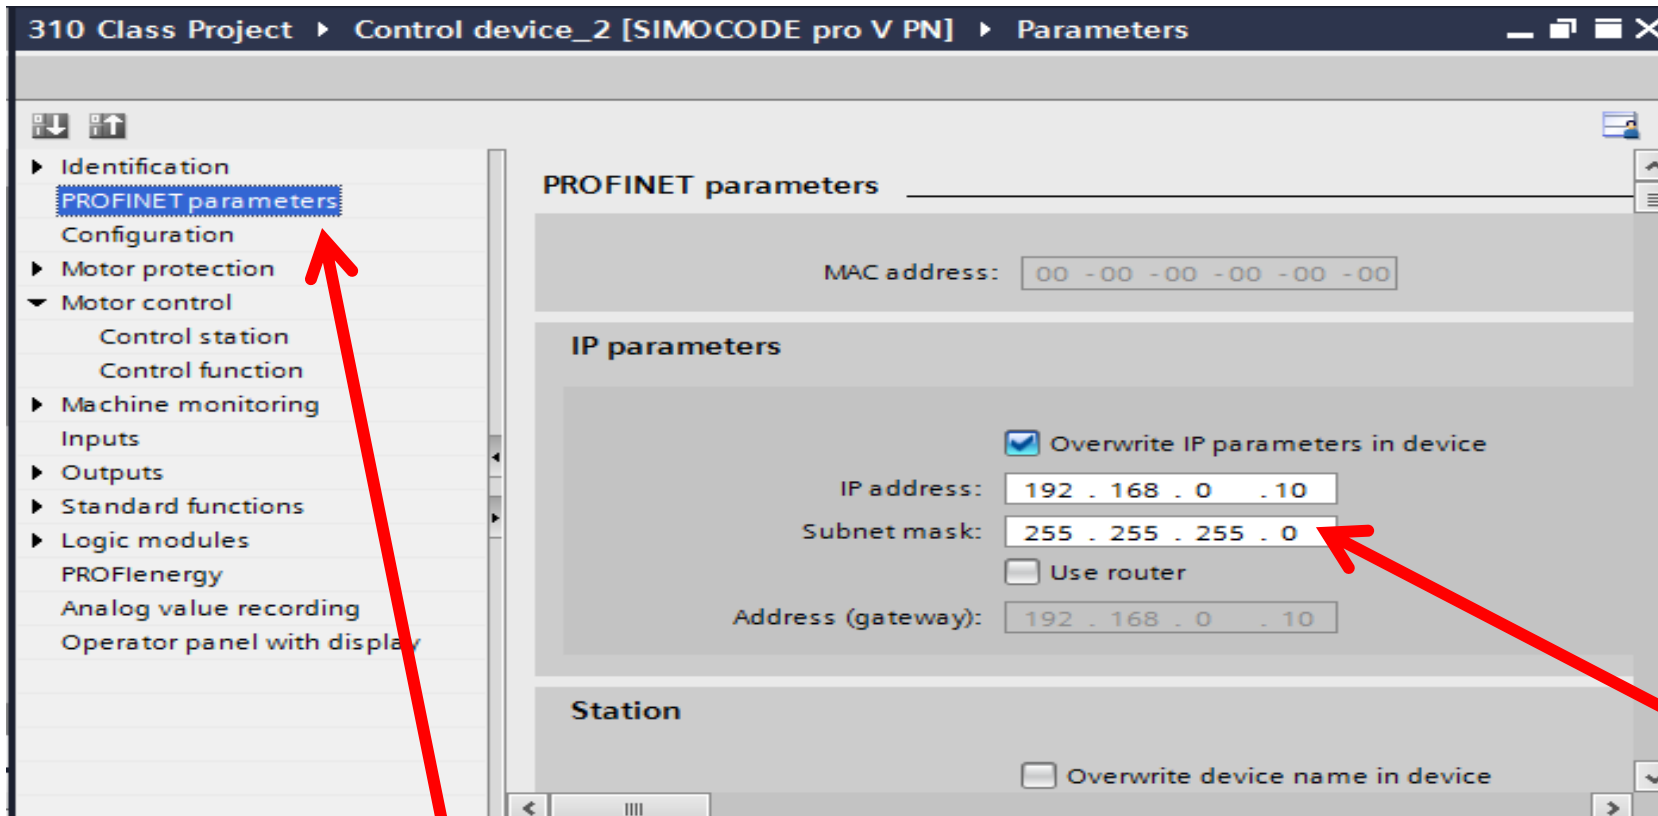 310 Class Project ▸ Control device_2 [SIMOCODE pro V PN] ▸ Parameters
Identification
PROFINET parameters
Configuration
Motor protection
Motor control
Control station
Control function
Machine monitoring
Inputs
Outputs
Standard functions
Logic modules
PROFIenergy
Analog value recording
Operator panel with display
PROFINET parameters
MAC address: 00 - 00 - 00 - 00 - 00 - 00
IP parameters
Overwrite IP parameters in device
IP address: 192 . 168 . 0 . 10
Subnet mask: 255 . 255 . 255 . 0
Use router
Address (gateway): 192 . 168 . 0 . 10
Station
Overwrite device name in device